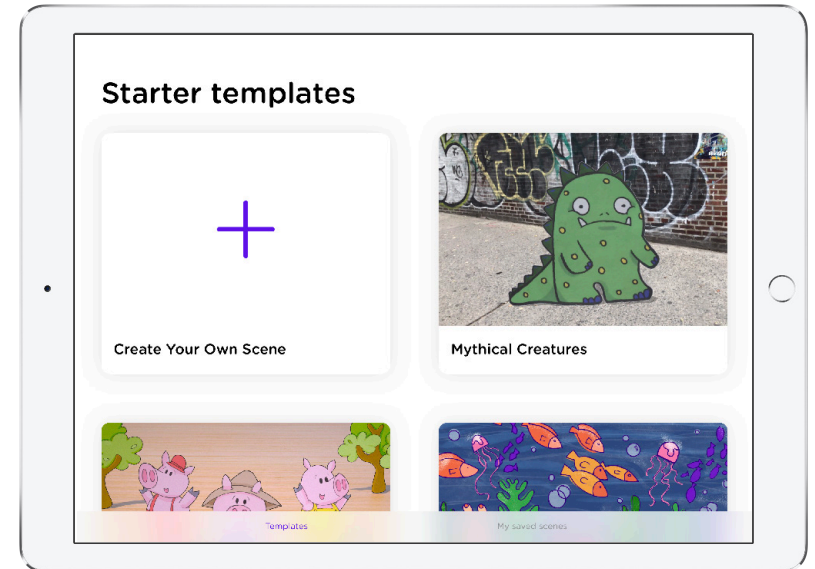 Starter templates
Create Your Own Scene
Mythical Creatures
Templates
My saved scenes